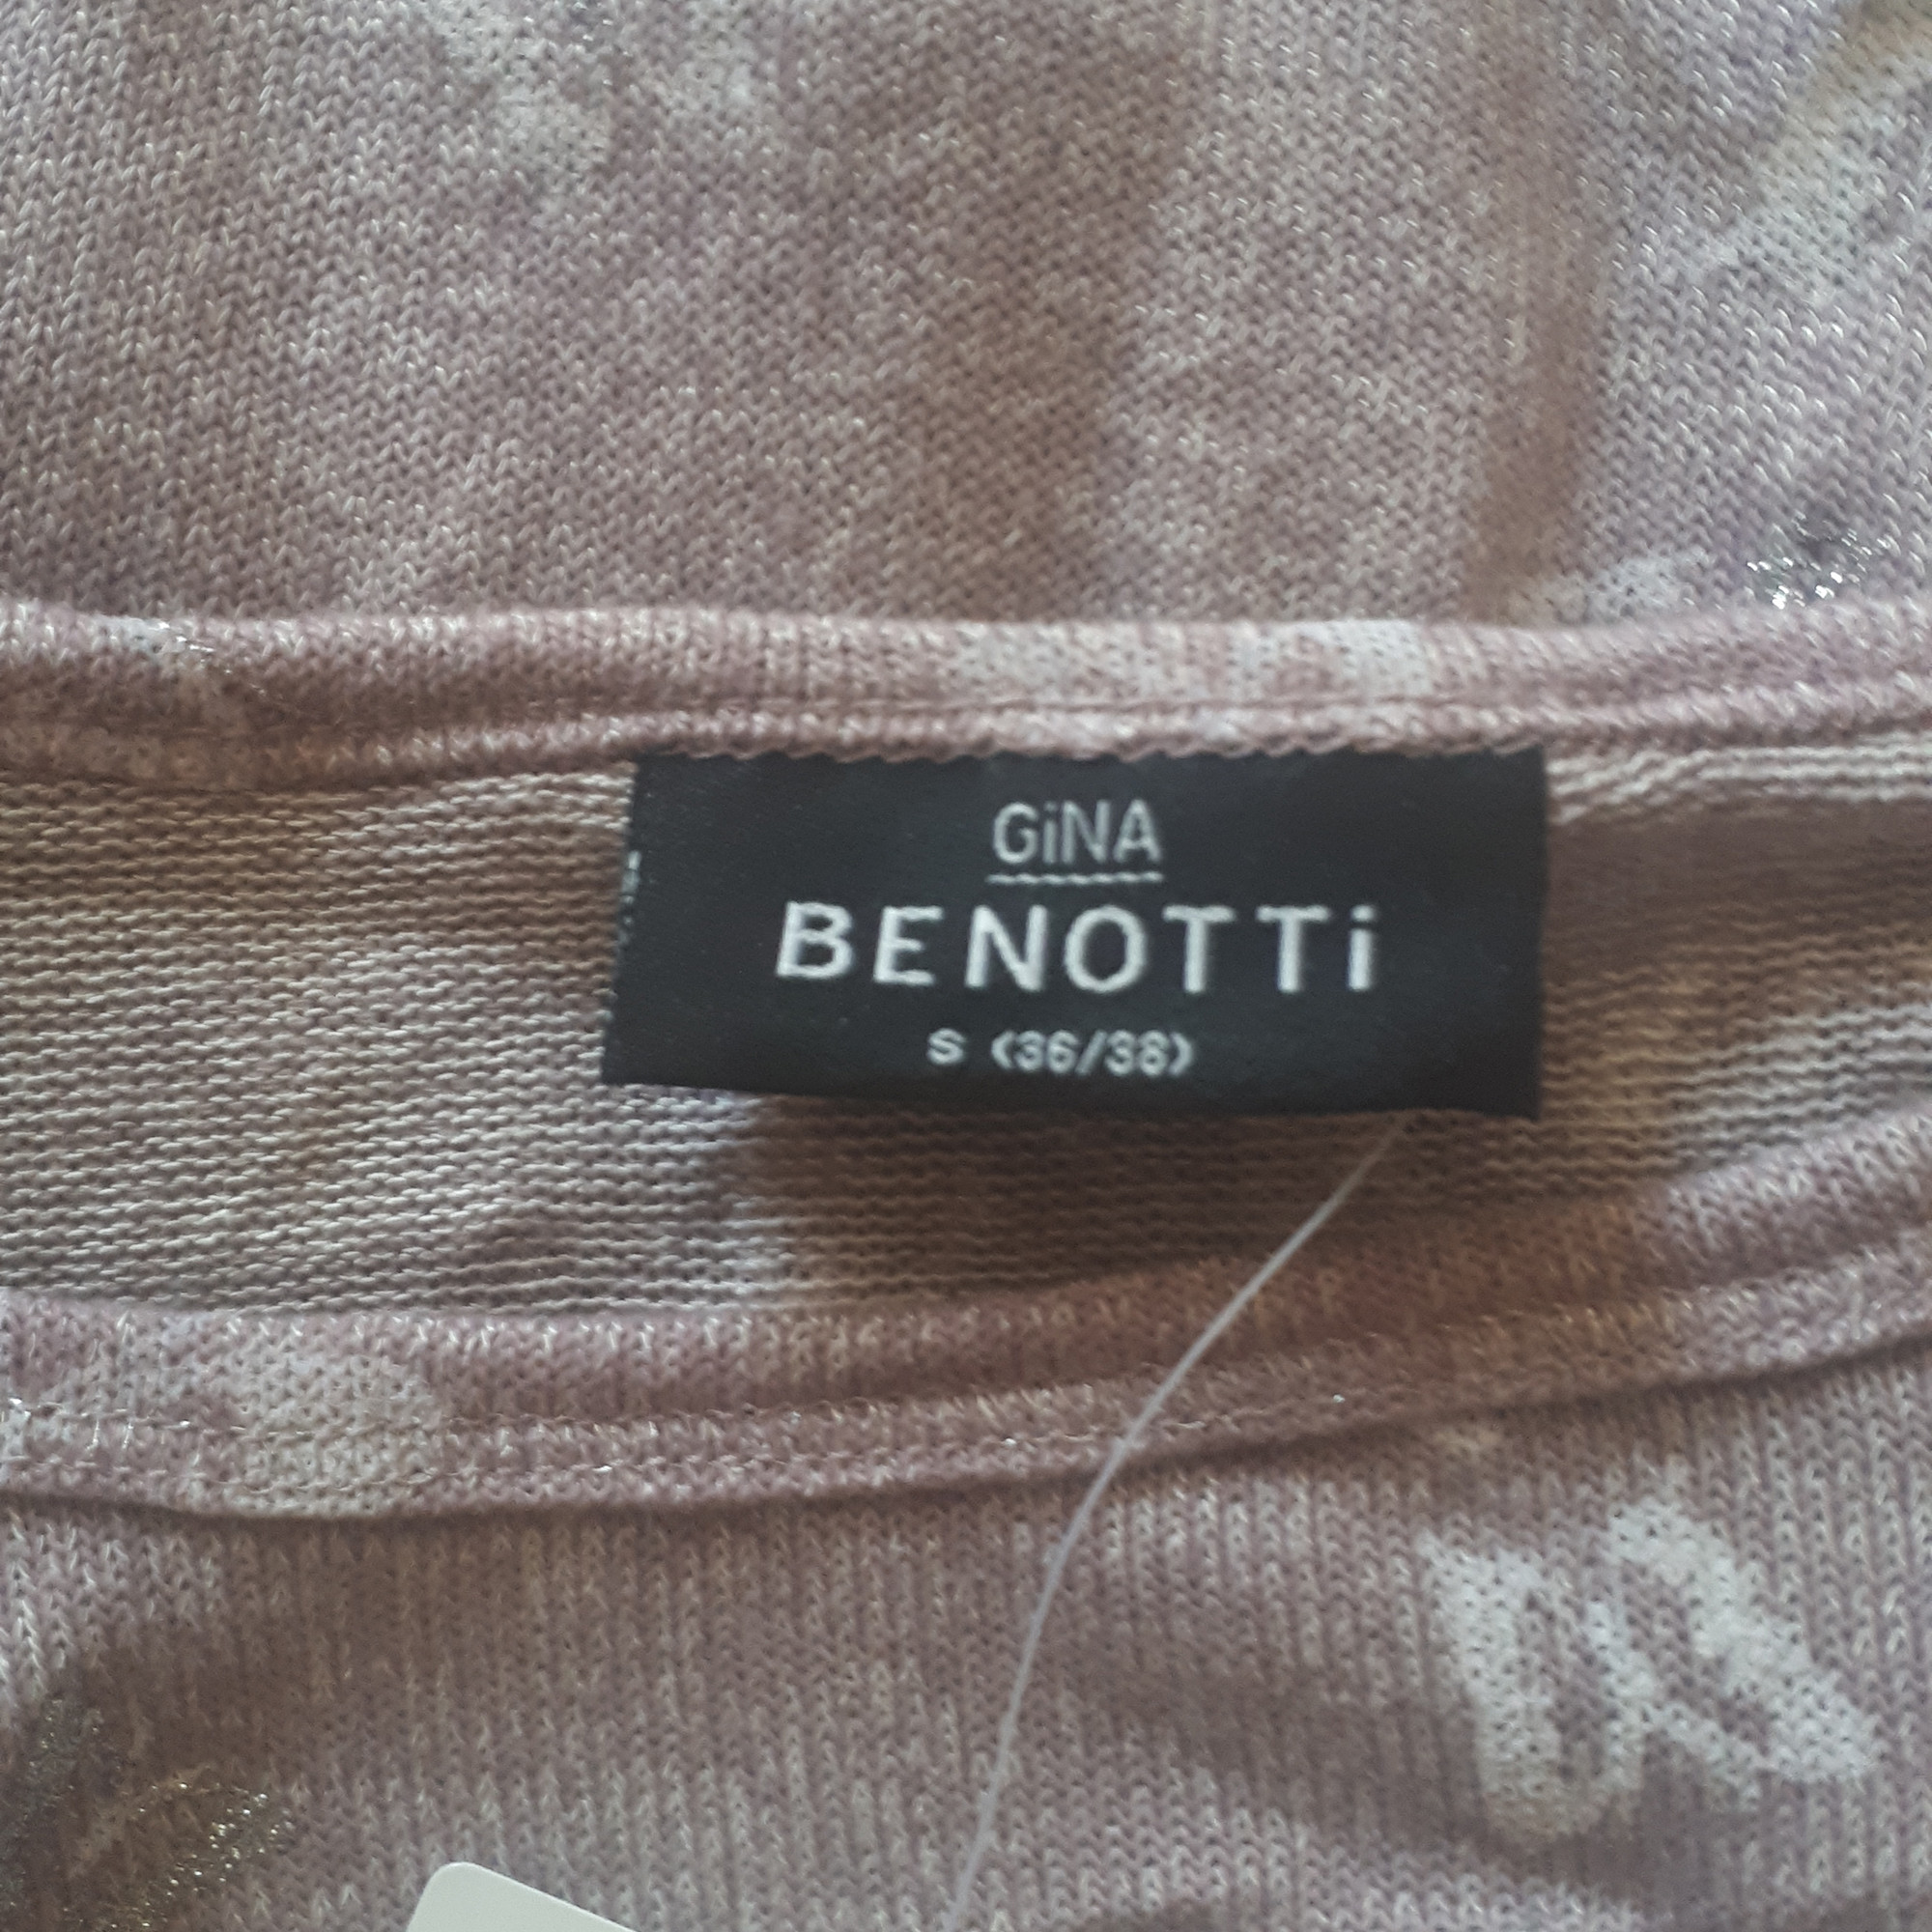 GiNA
BENOTTi
S (36/38)